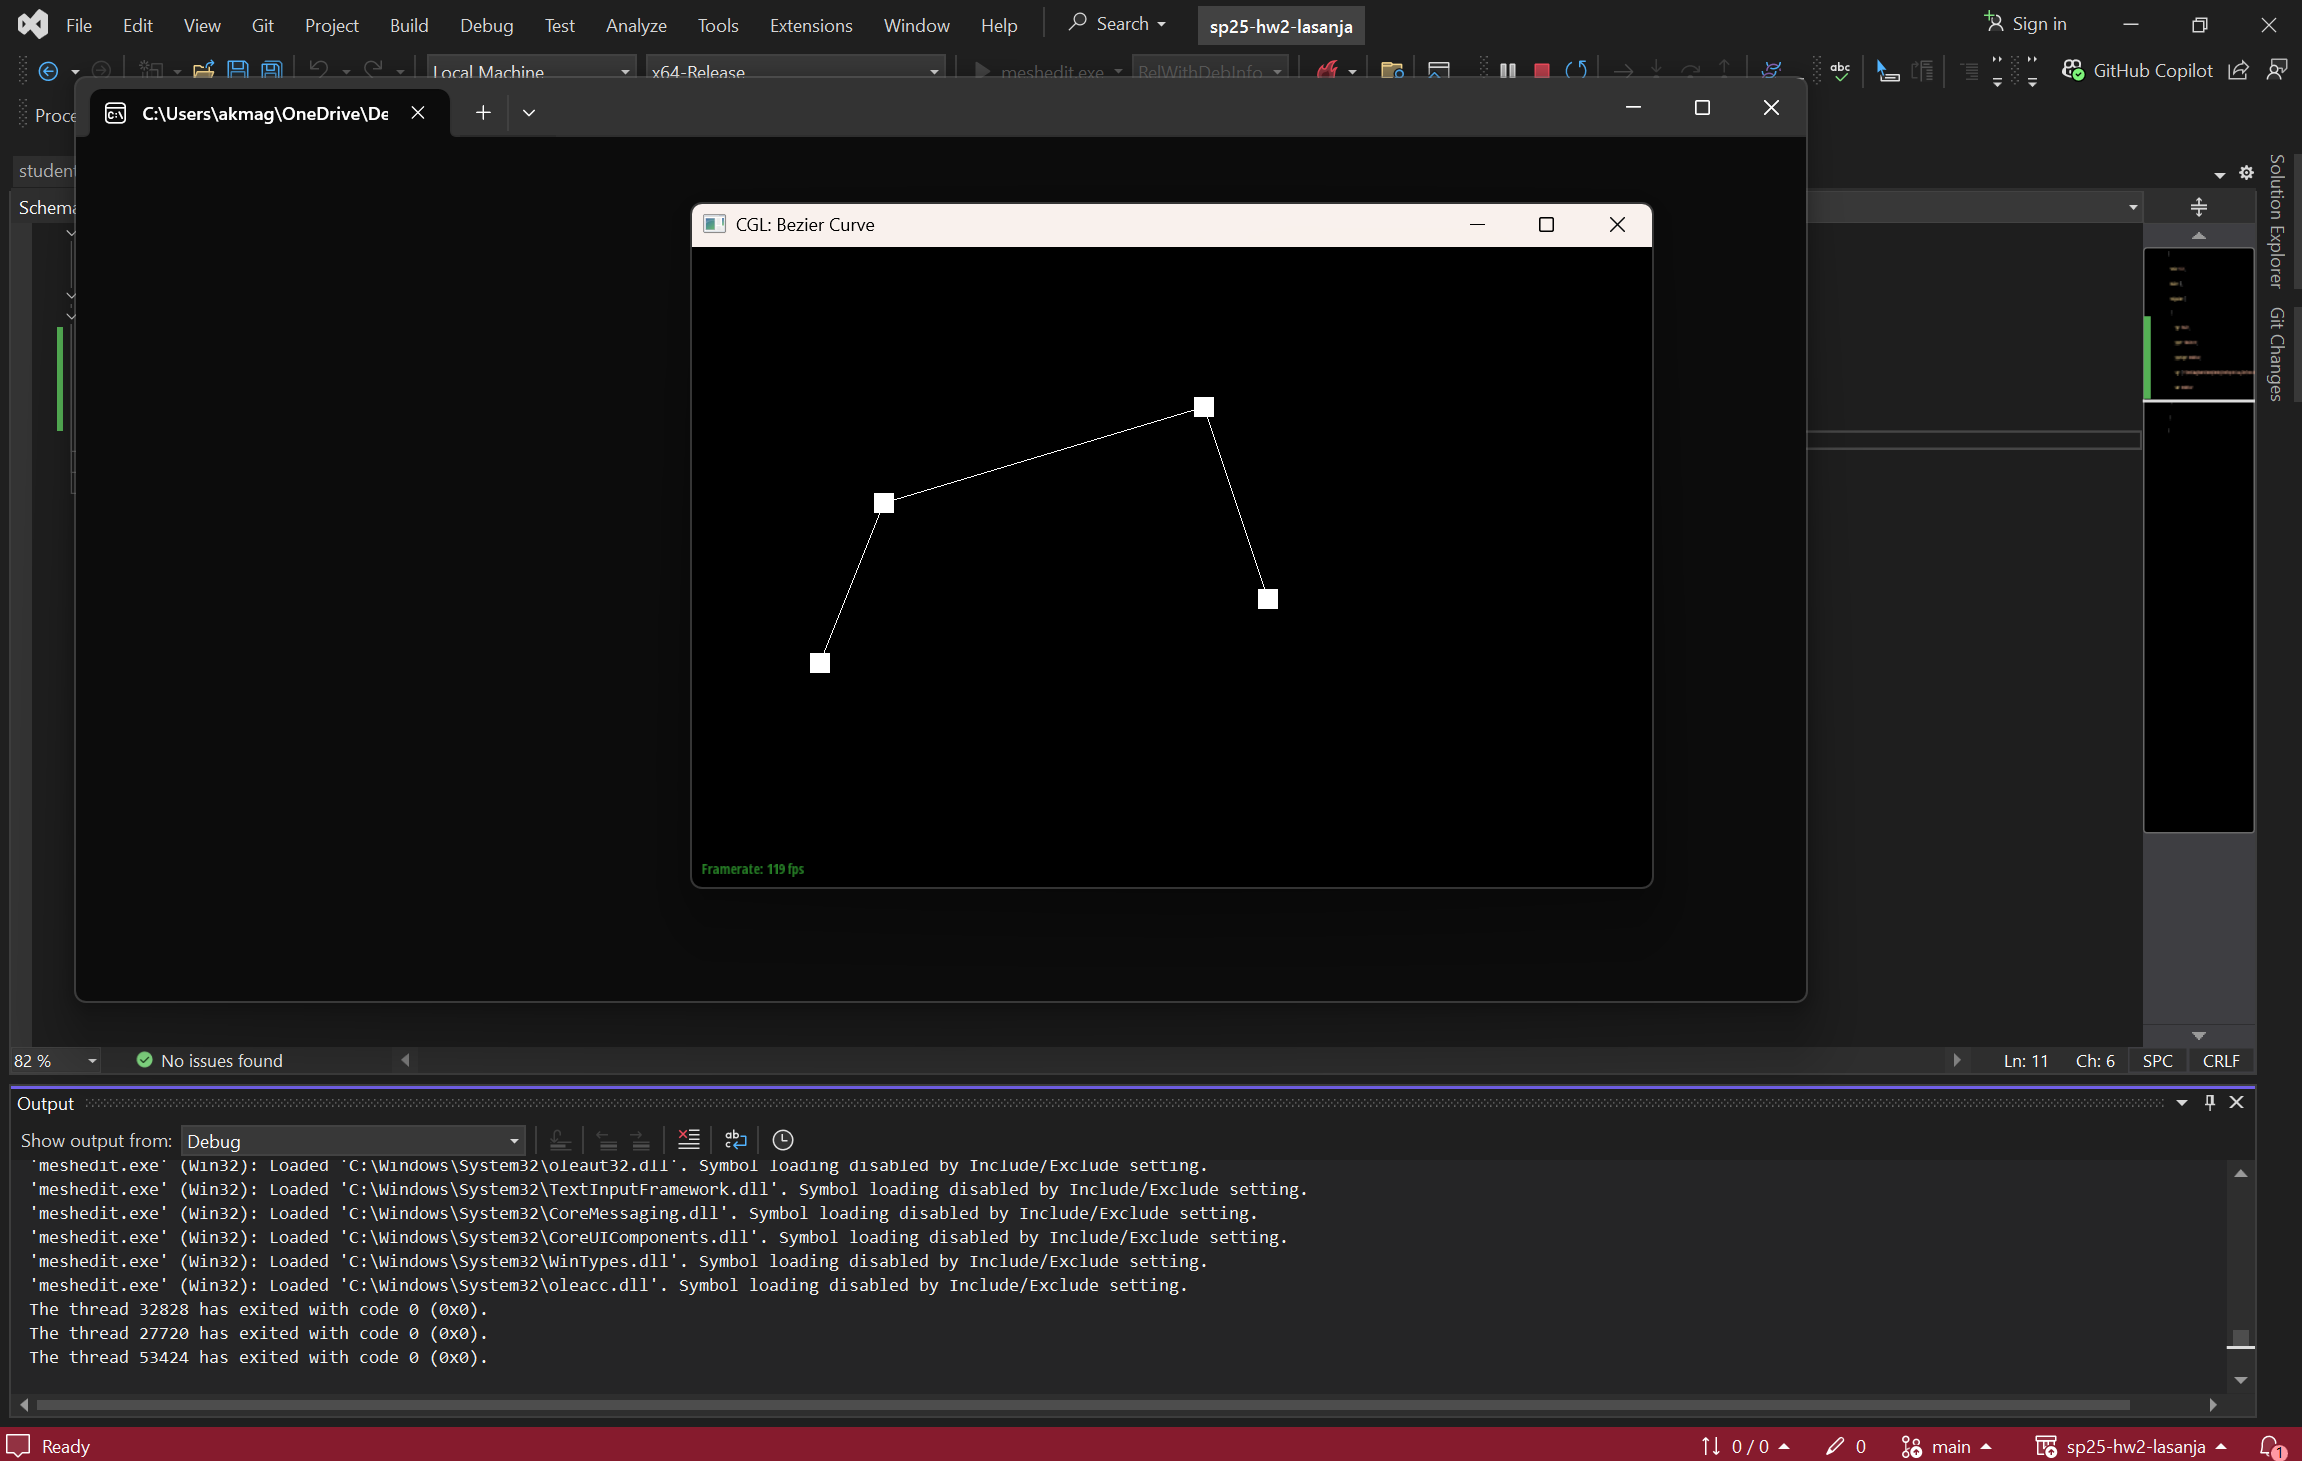 File Edit View Git Project Build Debug Test Analyze Tools Extensions Window Help Search sp25-hw2-lasanja Sign in
Local Machine x64-Release meshedit.exe RelWithDebInfo abc GitHub Copilot
Proce
C:\Users\akmag\OneDrive\De
student
Schema
CGL: Bezier Curve
Framerate: 119 fps
Solution Explorer
Git Changes
82 % No issues found Ln: 11 Ch: 6 SPC CRLF
Output
Show output from: Debug
'meshedit.exe' (Win32): Loaded 'C:\Windows\System32\oleaut32.dll'. Symbol loading disabled by Include/Exclude setting.
'meshedit.exe' (Win32): Loaded 'C:\Windows\System32\TextInputFramework.dll'. Symbol loading disabled by Include/Exclude setting.
'meshedit.exe' (Win32): Loaded 'C:\Windows\System32\CoreMessaging.dll'. Symbol loading disabled by Include/Exclude setting.
'meshedit.exe' (Win32): Loaded 'C:\Windows\System32\CoreUIComponents.dll'. Symbol loading disabled by Include/Exclude setting.
'meshedit.exe' (Win32): Loaded 'C:\Windows\System32\WinTypes.dll'. Symbol loading disabled by Include/Exclude setting.
'meshedit.exe' (Win32): Loaded 'C:\Windows\System32\oleacc.dll'. Symbol loading disabled by Include/Exclude setting.
The thread 32828 has exited with code 0 (0x0).
The thread 27720 has exited with code 0 (0x0).
The thread 53424 has exited with code 0 (0x0).
Ready 0 / 0 0 main sp25-hw2-lasanja 1